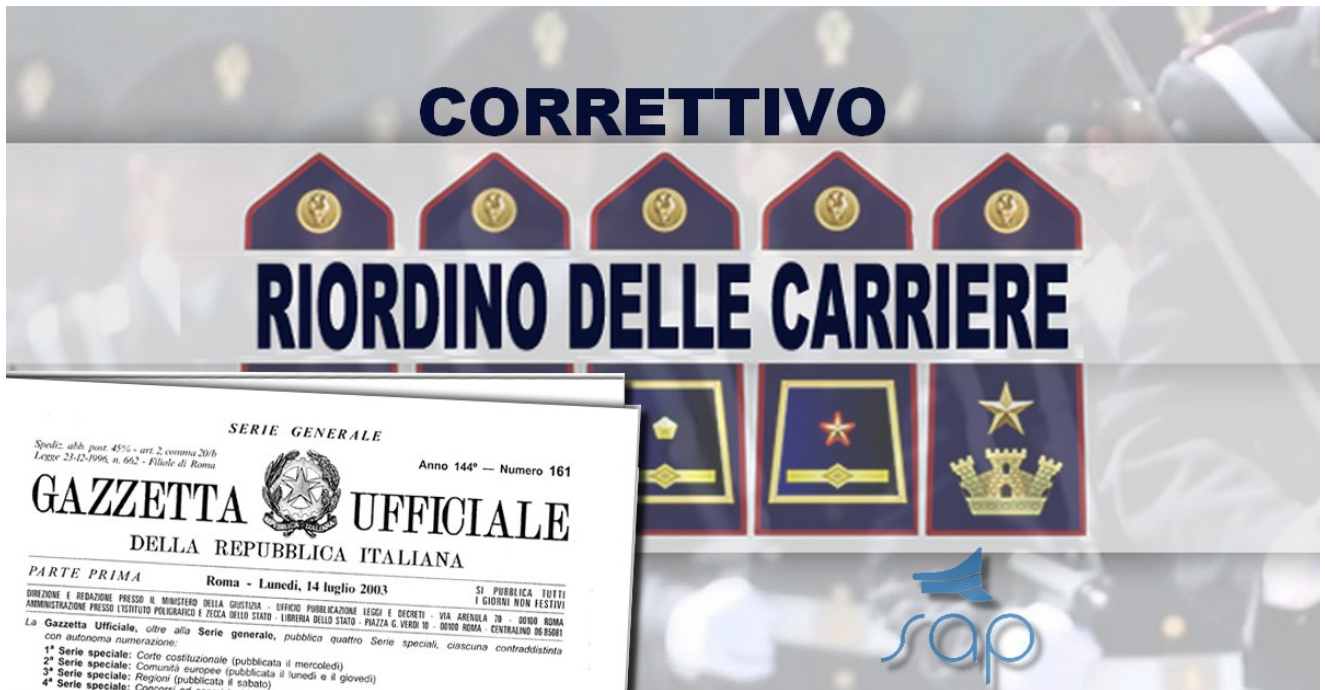 CORRETTIVO
RIORDINO DELLE CARRIERE
SERIE GENERALE
Spediz. abb. post. 45% - art. 2, comma 20/b
Legge 23-12-1996, n. 662 - Filiale di Roma
Anno 144° — Numero 161
GAZZETTA UFFICIALE
DELLA REPUBBLICA ITALIANA
PARTE PRIMA
Roma - Lunedì, 14 luglio 2003
SI PUBBLICA TUTTI
I GIORNI NON FESTIVI
DIREZIONE E REDAZIONE PRESSO IL MINISTERO DELLA GIUSTIZIA - UFFICIO PUBBLICAZIONE LEGGI E DECRETI - VIA ARENULA 70 - 00100 ROMA
AMMINISTRAZIONE PRESSO L'ISTITUTO POLIGRAFICO E ZECCA DELLO STATO - LIBRERIA DELLO STATO - PIAZZA G. VERDI 10 - 00100 ROMA - CENTRALINO 06 85081
La Gazzetta Ufficiale, oltre alla Serie generale, pubblica quattro Serie speciali, ciascuna contraddistinta
con autonoma numerazione:
1ª Serie speciale: Corte costituzionale (pubblicata il mercoledì)
2ª Serie speciale: Comunità europee (pubblicata il lunedì e il giovedì)
3ª Serie speciale: Regioni (pubblicata il sabato)
4ª Serie speciale: Concorsi ed
sap